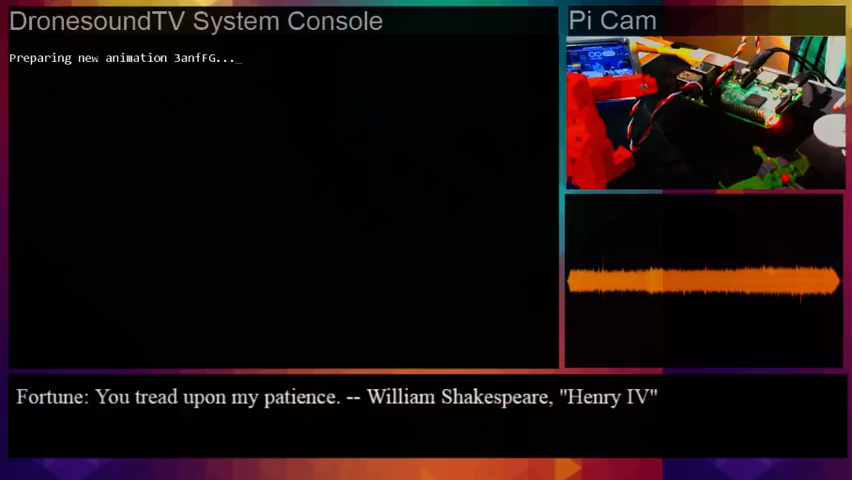 DronesoundTV System Console
Pi Cam
Preparing new animation 3anfFG..._
Fortune: You tread upon my patience. -- William Shakespeare, "Henry IV"